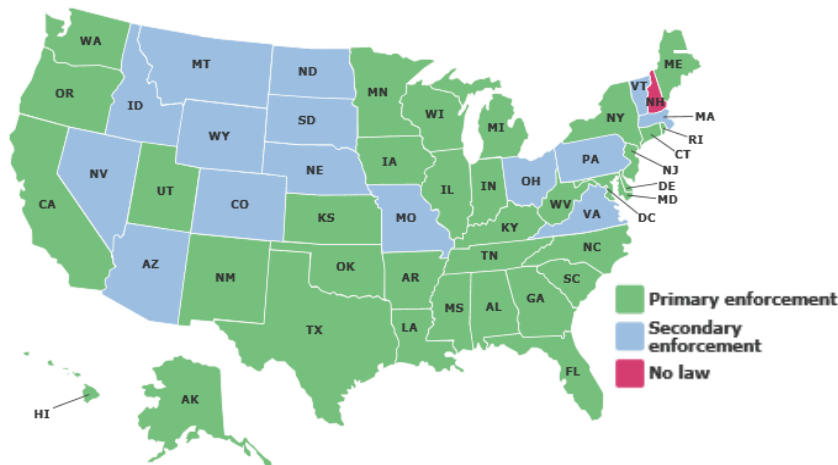 WA
MT
ND
MN
VT
ME
OR
ID
SD
WI
MI
NY
NH
MA
WY
RI
CT
NV
UT
NE
IA
PA
NJ
CA
CO
IL
IN
OH
DE
MD
DC
KS
MO
WV
VA
KY
AZ
NM
OK
AR
TN
NC
SC
TX
LA
MS
AL
GA
FL
HI
AK
Primary enforcement
Secondary
enforcement
No law